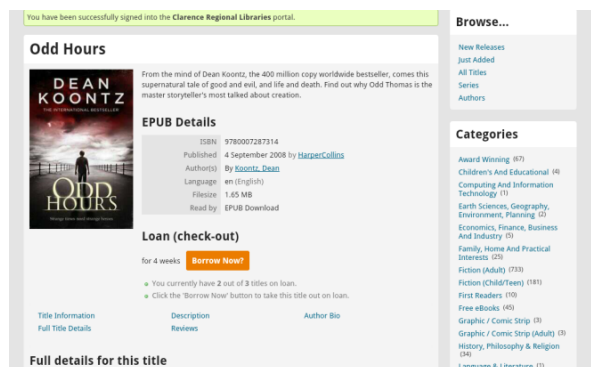 You have been successfully signed into the Clarence Regional Libraries portal.
Odd Hours
DEAN
KOONTZ
THE INTERNATIONAL BESTSELLER
ODD
HOURS
From the mind of Dean Koontz, the 400 million copy worldwide bestseller, comes this
supernatural tale of good and evil, and life and death. Find out why Odd Thomas is the
master storyteller's most talked about creation.
EPUB Details
ISBN 9780007287314
Published 4 September 2008 by HarperCollins
Author(s) By Koontz, Dean
Language en (English)
Filesize 1.65 MB
Read by EPUB Download
Loan (check-out)
for 4 weeks Borrow Now?
You currently have 2 out of 3 titles on loan.
Click the 'Borrow Now' button to take this title out on loan.
Title Information Description Author Bio
Full Title Details Reviews
Full details for this title
Browse...
New Releases
Just Added
All Titles
Series
Authors
Categories
Award Winning (67)
Children's And Educational (4)
Computing And Information
Technology (1)
Earth Sciences, Geography,
Environment, Planning (2)
Economics, Finance, Business
And Industry (5)
Family, Home And Practical
Interests (25)
Fiction (Adult) (733)
Fiction (Child/Teen) (181)
First Readers (10)
Free eBooks (45)
Graphic / Comic Strip (3)
Graphic / Comic Strip (Adult) (3)
History, Philosophy & Religion
(34)
Language & Literature (1)